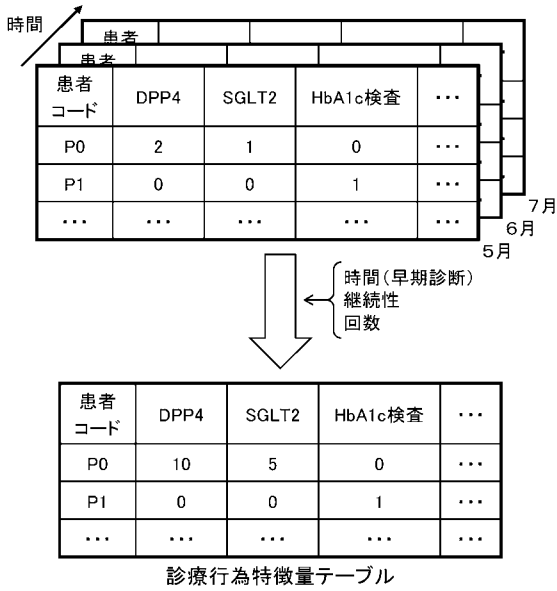 時間
患者
患者
患者 コード DPP4 SGLT2 HbA1c検査 ・・・
P0 2 1 0 ・・・
P1 0 0 1 ・・・
・・・ ・・・ ・・・ ・・・ ・・・
7月
6月
5月
時間(早期診断)
継続性
回数
患者 コード DPP4 SGLT2 HbA1c検査 ・・・
P0 10 5 0 ・・・
P1 0 0 1 ・・・
・・・ ・・・ ・・・ ・・・ ・・・
診療行為特徴量テーブル